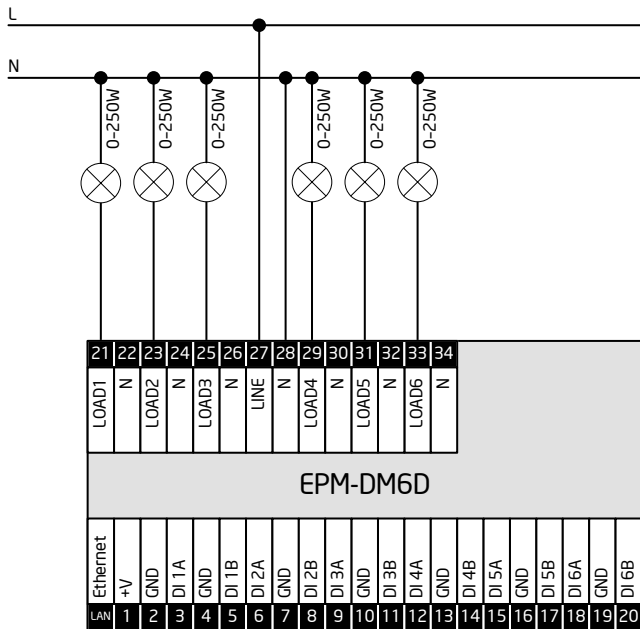 L
N
0-250W 0-250W 0-250W 0-250W 0-250W 0-250W
21 22 23 24 25 26 27 28 29 30 31 32 33 34
LOAD1 N LOAD2 N LOAD3 N LINE N LOAD4 N LOAD5 N LOAD6 N
EPM-DM6D
Ethernet +V GND DI 1A GND DI 1B DI 2A GND DI 2B DI 3A GND DI 3B DI 4A GND DI 4B DI 5A GND DI 5B DI 6A GND DI 6B
LAN 1 2 3 4 5 6 7 8 9 10 11 12 13 14 15 16 17 18 19 20